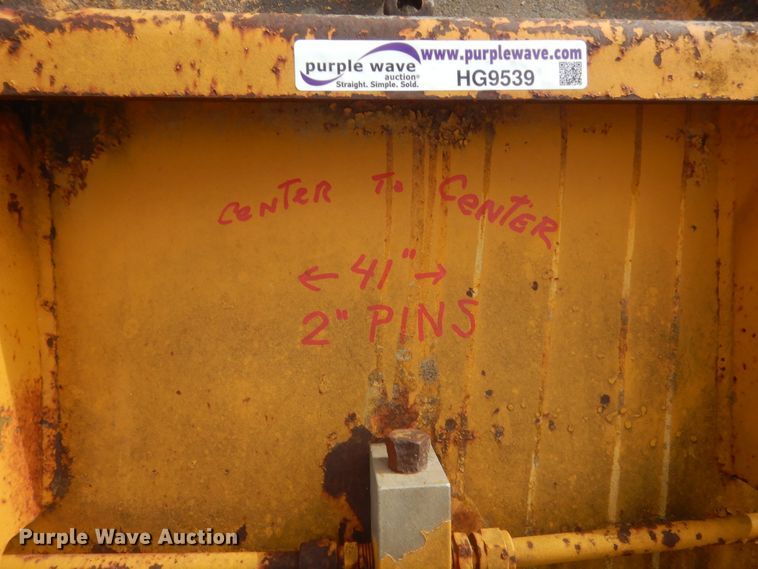 purple wave
auction®
Straight. Simple. Sold.
www.purplewave.com
HG9539
CENTER TO CENTER
← 41" →
2" PINS
Purple Wave Auction